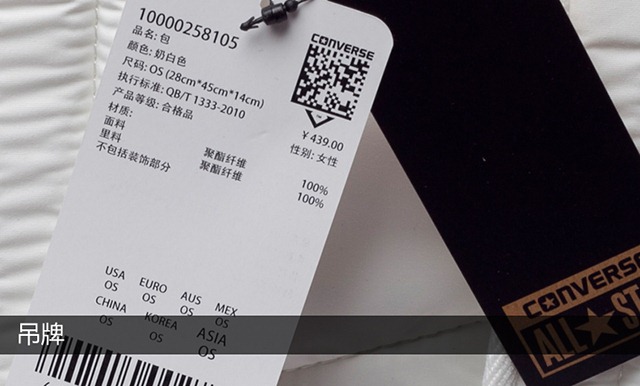 10000258105
品名: 包
颜色: 奶白色
尺码: OS (28cm*45cm*14cm)
执行标准: QB/T 1333-2010
产品等级: 合格品
材质:
面料 聚酯纤维 100%
里料 聚酯纤维 100%
不包括装饰部分
CONVERSE
￥439.00
性别: 女性
USA EURO AUS MEX
OS OS OS OS
CHINA KOREA ASIA
OS OS OS
CONVERSE
ALL ST
吊牌